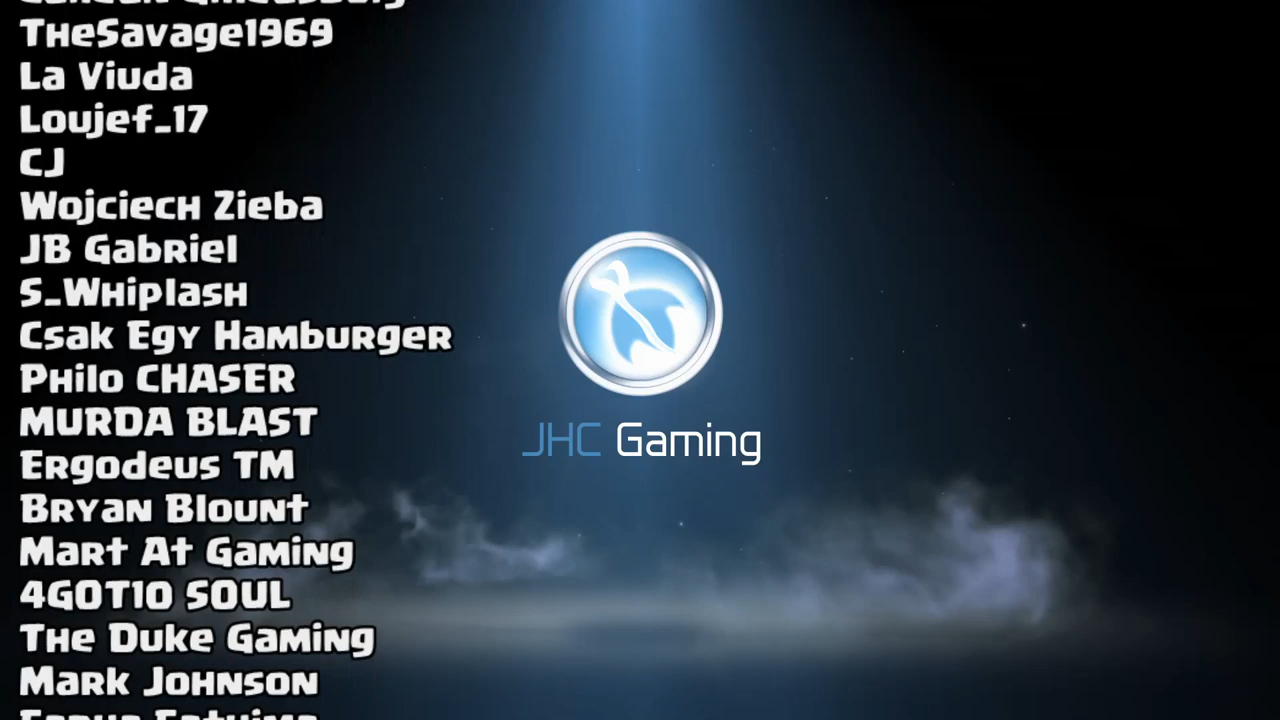 TheSavage1969
La Viuda
Loujef_17
CJ
Wojciech Zieba
JB Gabriel
S_Whiplash
Csak Egy Hamburger
Philo CHASER
MURDA BLAST
Ergodeus TM
Bryan Blount
Mart At Gaming
4GOT10 SOUL
The Duke Gaming
Mark Johnson
JHC Gaming